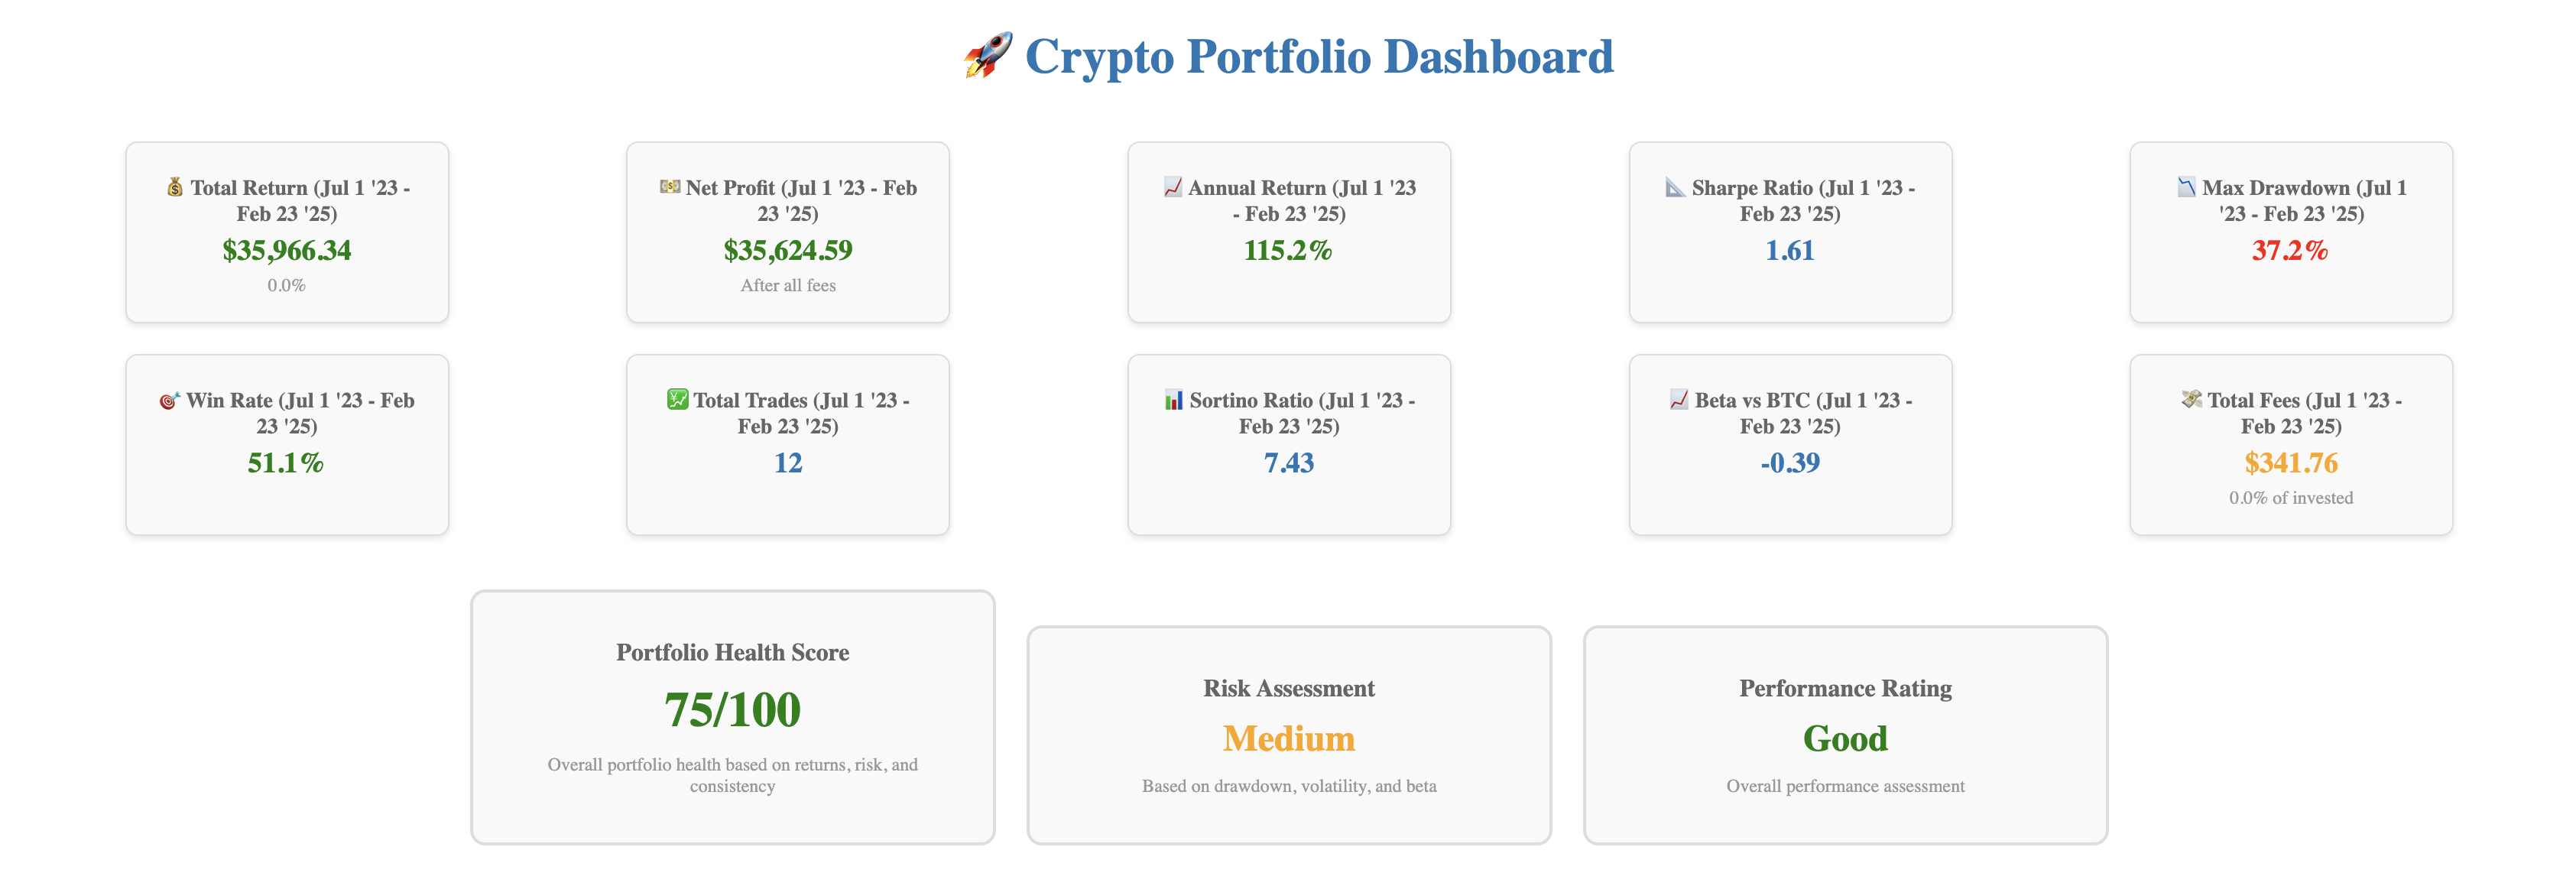 🚀 Crypto Portfolio Dashboard
💰 Total Return (Jul 1 '23 -
Feb 23 '25)
$35,966.34
0.0%
💵 Net Profit (Jul 1 '23 - Feb
23 '25)
$35,624.59
After all fees
📈 Annual Return (Jul 1 '23
- Feb 23 '25)
115.2%
📐 Sharpe Ratio (Jul 1 '23 -
Feb 23 '25)
1.61
📉 Max Drawdown (Jul 1
'23 - Feb 23 '25)
37.2%
🎯 Win Rate (Jul 1 '23 - Feb
23 '25)
51.1%
💹 Total Trades (Jul 1 '23 -
Feb 23 '25)
12
📊 Sortino Ratio (Jul 1 '23 -
Feb 23 '25)
7.43
📈 Beta vs BTC (Jul 1 '23 -
Feb 23 '25)
-0.39
💸 Total Fees (Jul 1 '23 -
Feb 23 '25)
$341.76
0.0% of invested
Portfolio Health Score
75/100
Overall portfolio health based on returns, risk, and
consistency
Risk Assessment
Medium
Based on drawdown, volatility, and beta
Performance Rating
Good
Overall performance assessment